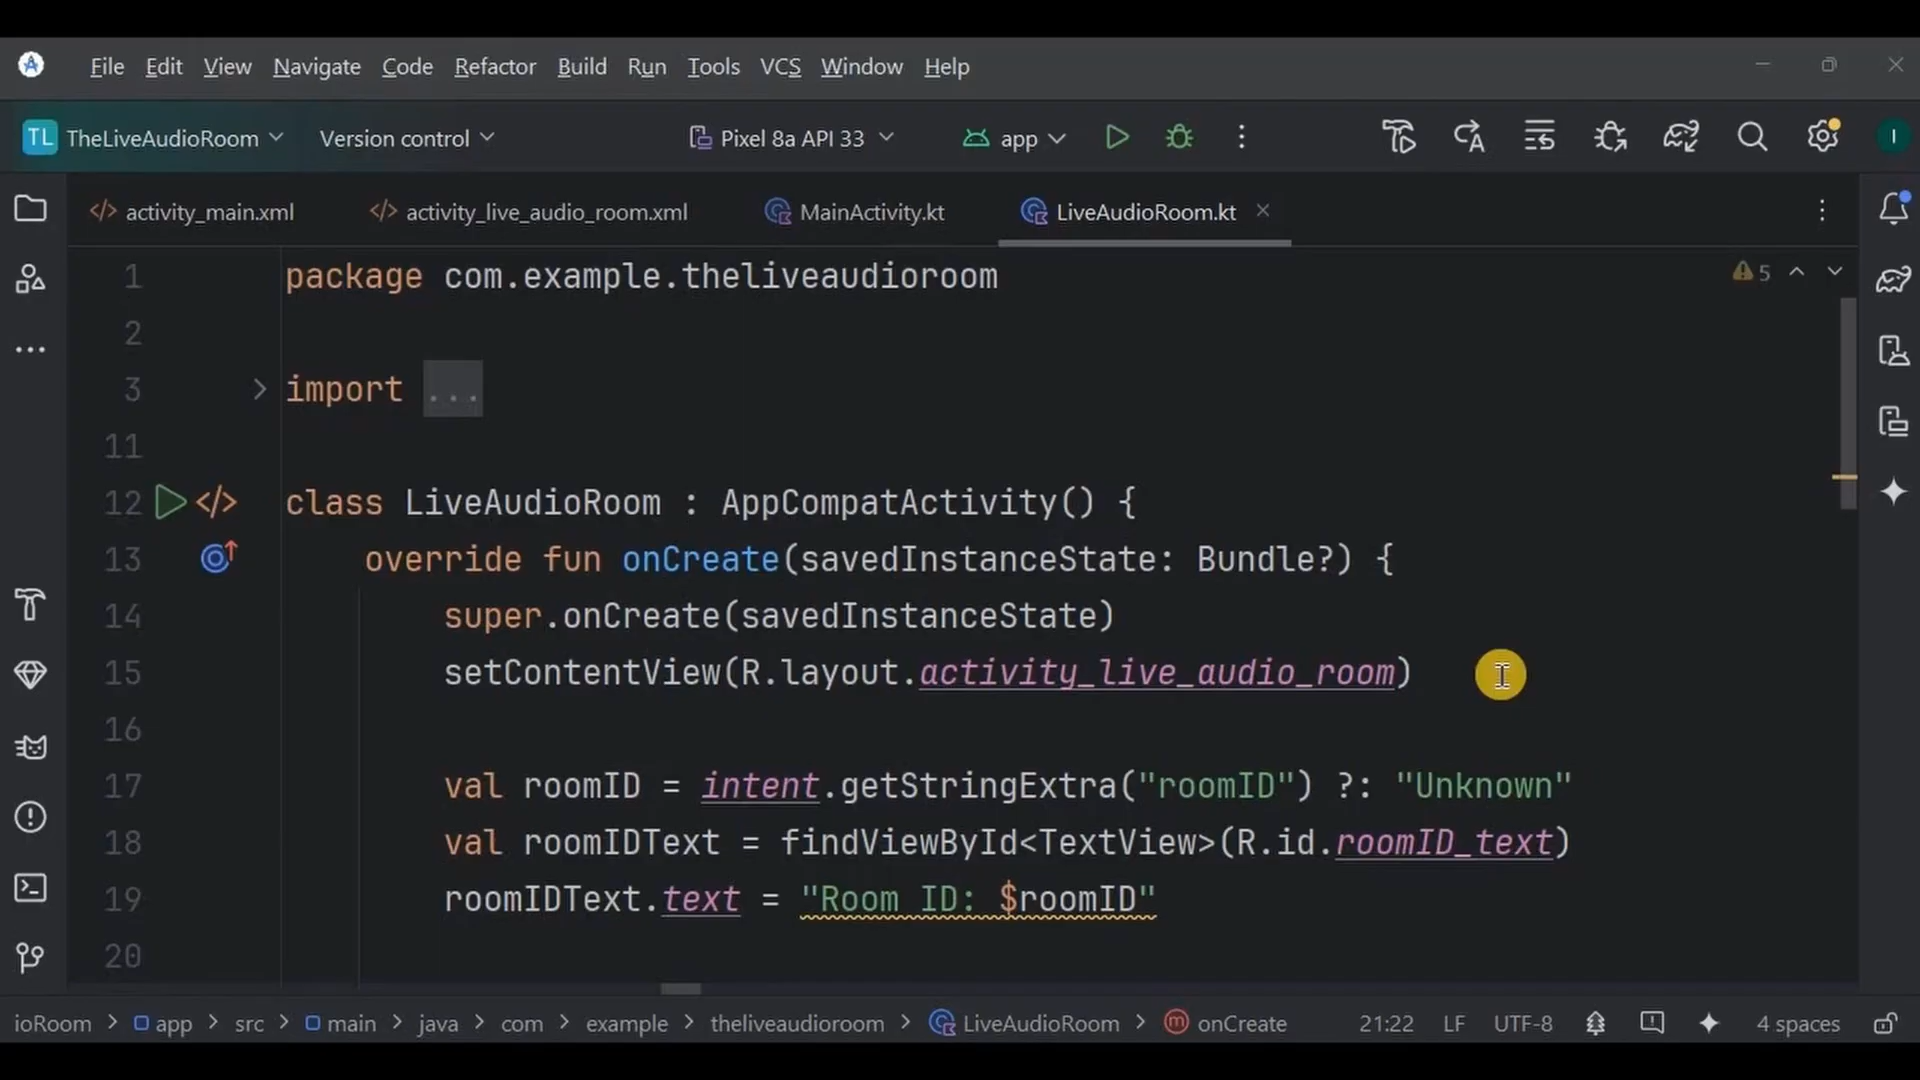 File Edit View Navigate Code Refactor Build Run Tools VCS Window Help
TL TheLiveAudioRoom Version control Pixel 8a API 33 app I
activity_main.xml activity_live_audio_room.xml MainActivity.kt LiveAudioRoom.kt
1 package com.example.theliveaudioroom 5
2
3 import ...
11
12 class LiveAudioRoom : AppCompatActivity() {
13 override fun onCreate(savedInstanceState: Bundle?) {
14 super.onCreate(savedInstanceState)
15 setContentView(R.layout.activity_live_audio_room)
16
17 val roomID = intent.getStringExtra("roomID") ?: "Unknown"
18 val roomIDText = findViewById<TextView>(R.id.roomID_text)
19 roomIDText.text = "Room ID: $roomID"
20
ioRoom > app > src > main > java > com > example > theliveaudioroom > LiveAudioRoom > m onCreate 21:22 LF UTF-8 4 spaces